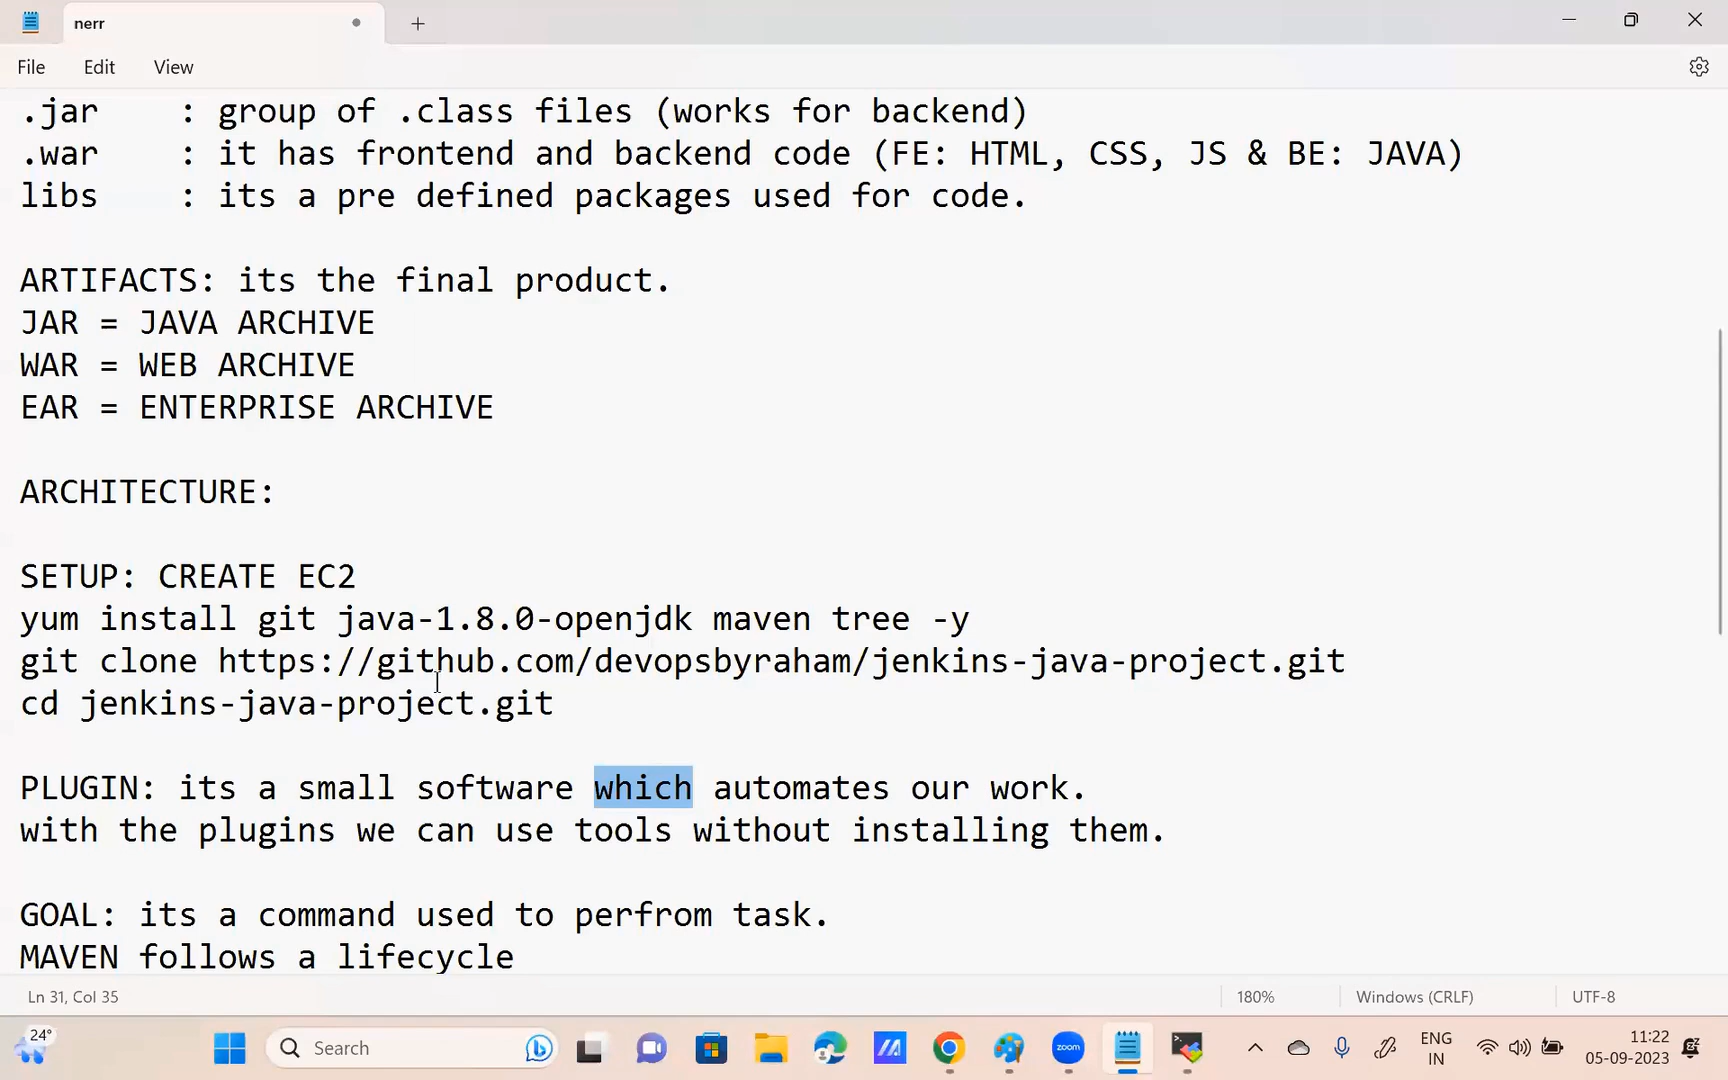 nerr
File Edit View
.jar : group of .class files (works for backend)
.war : it has frontend and backend code (FE: HTML, CSS, JS & BE: JAVA)
libs : its a pre defined packages used for code.
ARTIFACTS: its the final product.
JAR = JAVA ARCHIVE
WAR = WEB ARCHIVE
EAR = ENTERPRISE ARCHIVE
ARCHITECTURE:
SETUP: CREATE EC2
yum install git java-1.8.0-openjdk maven tree -y
git clone https://github.com/devopsbyraham/jenkins-java-project.git
cd jenkins-java-project.git
PLUGIN: its a small software which automates our work.
with the plugins we can use tools without installing them.
GOAL: its a command used to perfrom task.
MAVEN follows a lifecycle
Ln 31, Col 35 180% Windows (CRLF) UTF-8
24° Search zoom ENG 11:22
IN 05-09-2023